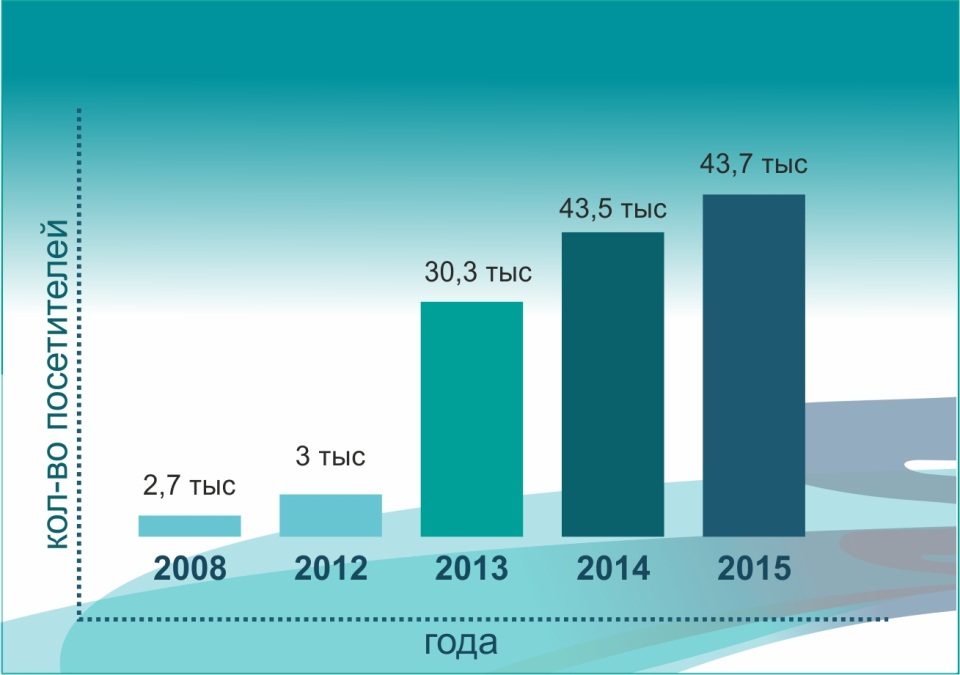 кол-во посетителей
2,7 тыс
3 тыс
30,3 тыс
43,5 тыс
43,7 тыс
2008
2012
2013
2014
2015
года